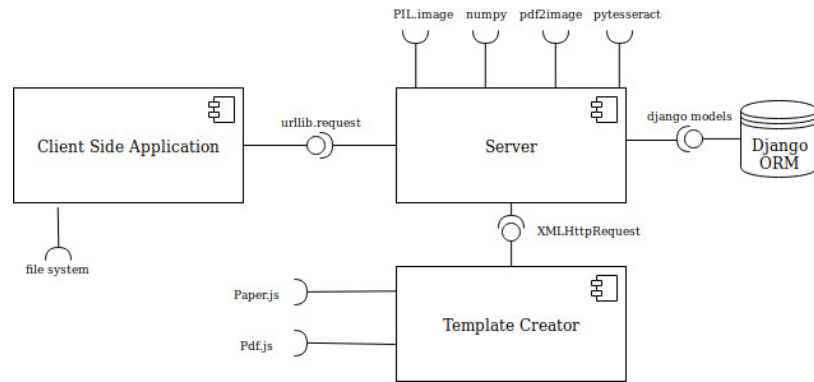 PIL.image numpy pdf2image pytesseract
urllib.request
django models
Client Side Application
Server
Django
ORM
XMLHttpRequest
file system
Paper.js
Template Creator
Pdf.js